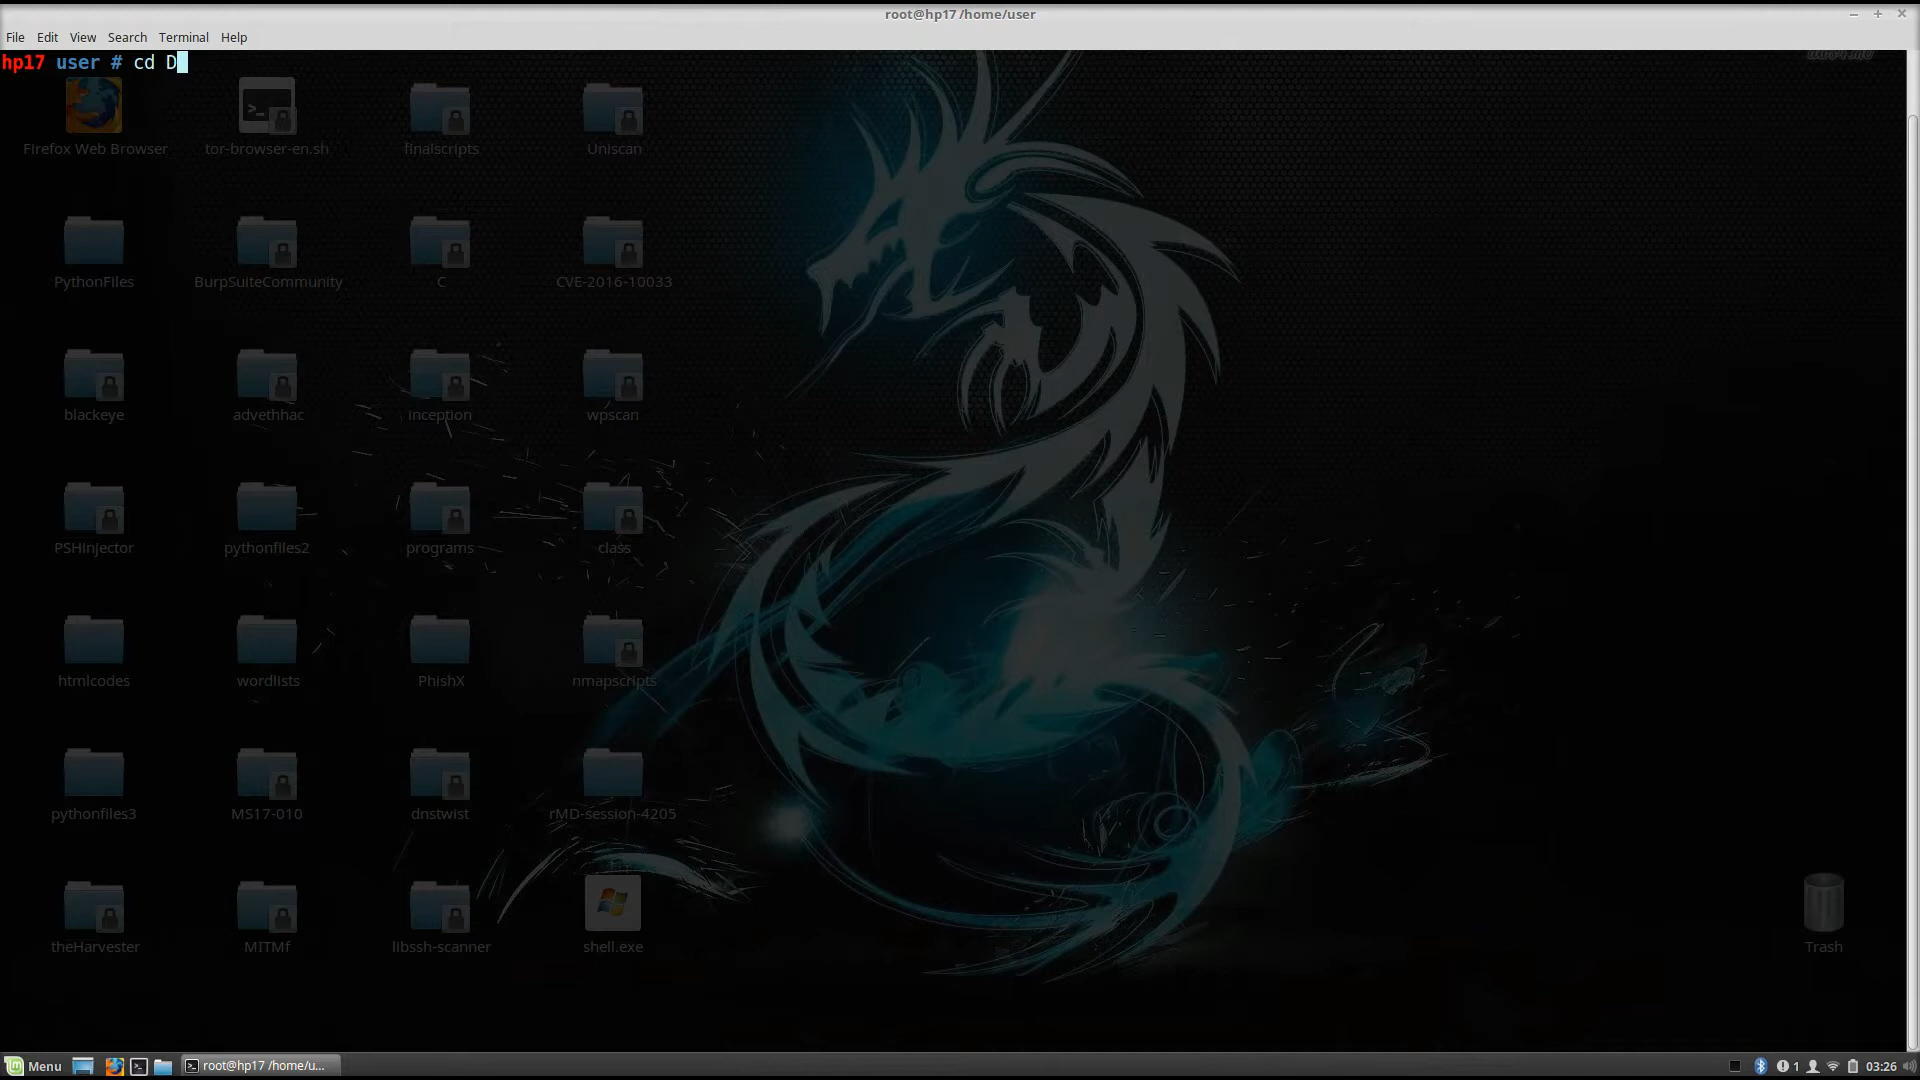 root@hp17 /home/user
File Edit View Search Terminal Help
hp17 user # cd D
Firefox Web Browser
tor-browser-en.sh
finalscripts
Uniscan
PythonFiles
BurpSuiteCommunity
C
CVE-2016-10033
blackeye
advethhac
inception
wpscan
PSHInjector
pythonfiles2
programs
class
htmlcodes
wordlists
PhishX
nmapscripts
pythonfiles3
MS17-010
dnstwist
rMD-session-4205
theHarvester
MITMf
libssh-scanner
shell.exe
Trash
Menu
root@hp17 /home/u...
1
03:26